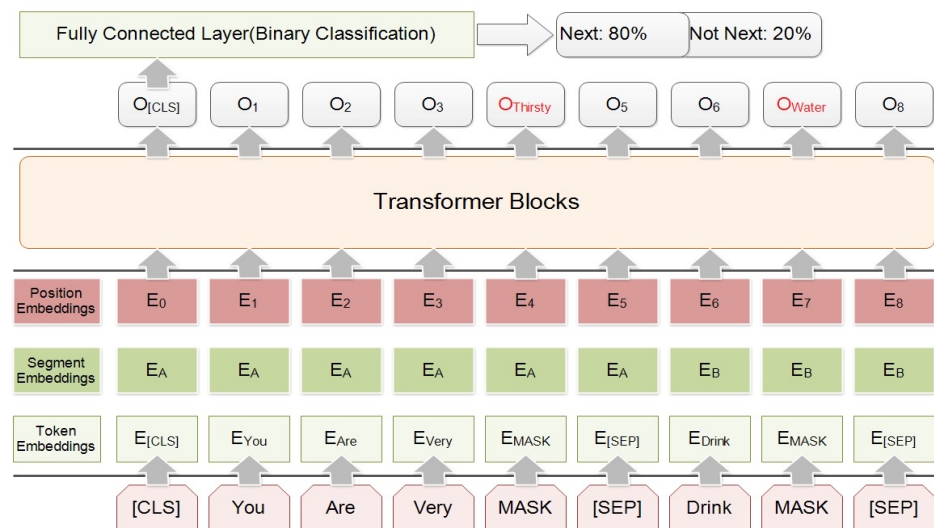 Fully Connected Layer(Binary Classification) Next: 80% Not Next: 20%
O[CLS] O1 O2 O3 OThirsty O5 O6 OWater O8
Transformer Blocks
Position Embeddings E0 E1 E2 E3 E4 E5 E6 E7 E8
Segment Embeddings EA EA EA EA EA EA EB EB EB
Token Embeddings E[CLS] EYou EAre EVery EMASK E[SEP] EDrink EMASK E[SEP]
[CLS] You Are Very MASK [SEP] Drink MASK [SEP]